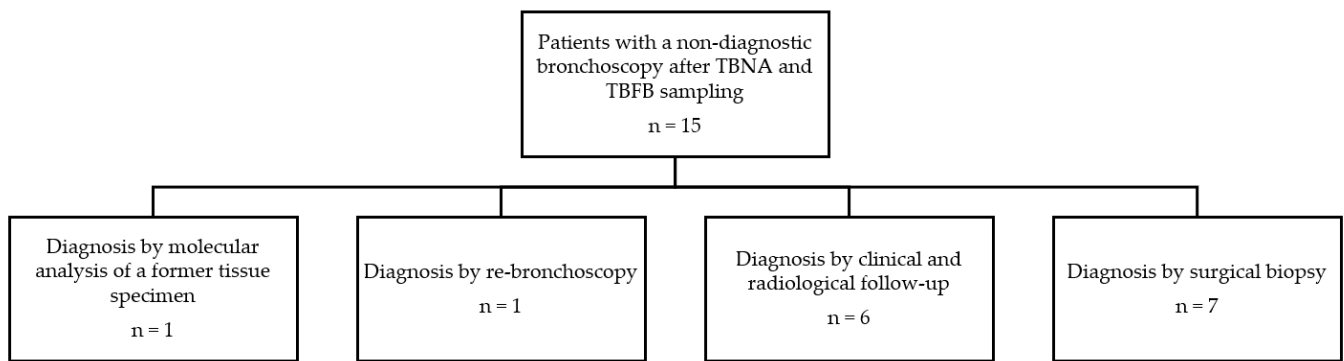 Patients with a non-diagnostic
bronchoscopy after TBNA and
TBFB sampling
n = 15
Diagnosis by molecular
analysis of a former tissue
specimen
n = 1
Diagnosis by re-bronchoscopy
n = 1
Diagnosis by clinical and
radiological follow-up
n = 6
Diagnosis by surgical biopsy
n = 7